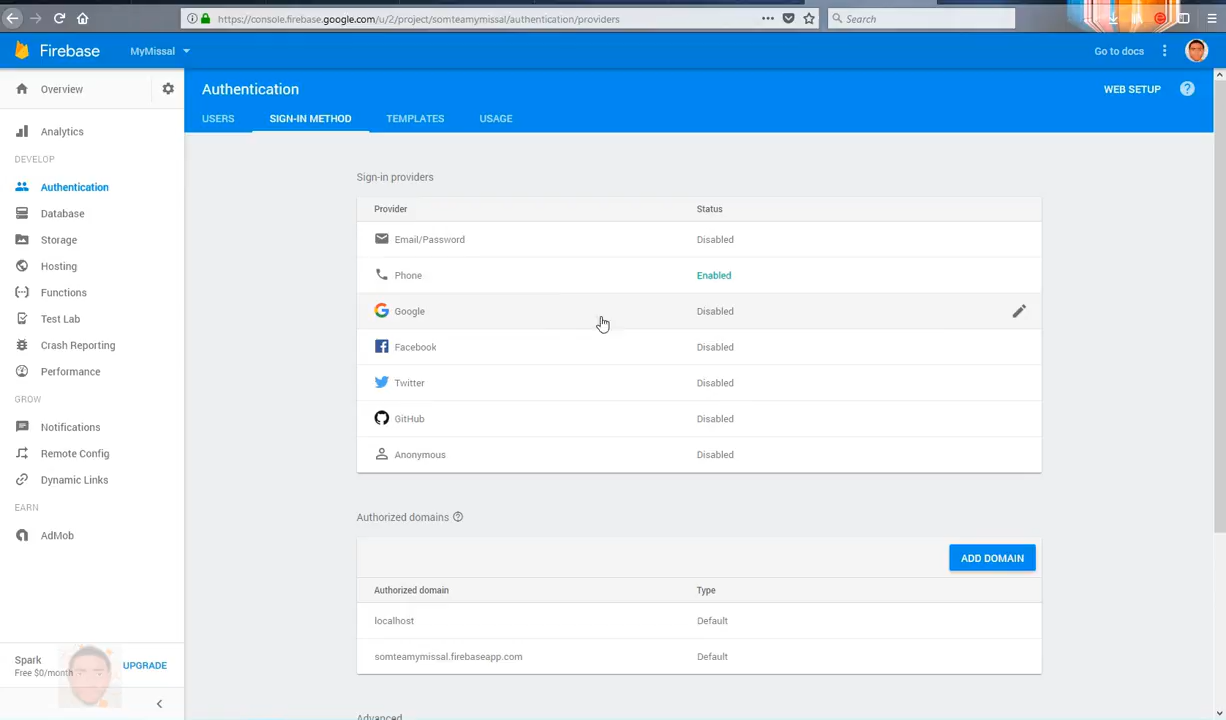 https://console.firebase.google.com/u/2/project/somteamymissal/authentication/providers
Search
Firebase
MyMissal
Go to docs
Overview
Authentication
WEB SETUP
USERS
SIGN-IN METHOD
TEMPLATES
USAGE
Analytics
DEVELOP
Authentication
Database
Storage
Hosting
Functions
Test Lab
Crash Reporting
Performance
GROW
Notifications
Remote Config
Dynamic Links
EARN
AdMob
Spark
Free $0/month
UPGRADE
Sign-in providers
Provider Status
Email/Password Disabled
Phone Enabled
Google Disabled
Facebook Disabled
Twitter Disabled
GitHub Disabled
Anonymous Disabled
Authorized domains
ADD DOMAIN
Authorized domain Type
localhost Default
somteamymissal.firebaseapp.com Default
Advanced